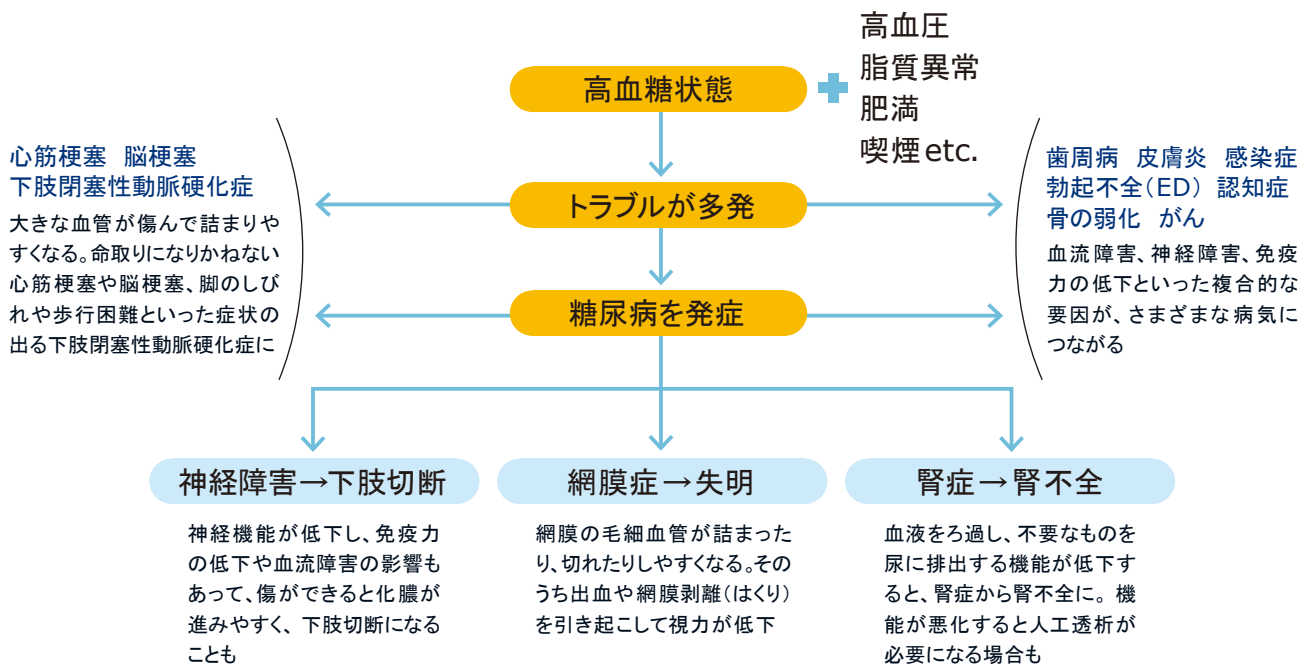 高血糖状態
高血圧
脂質異常
肥満
喫煙etc.
トラブルが多発
心筋梗塞 脳梗塞
下肢閉塞性動脈硬化症
大きな血管が傷んで詰まりや
すくなる。命取りになりかねない
心筋梗塞や脳梗塞、脚のしび
れや歩行困難といった症状の
出る下肢閉塞性動脈硬化症に
歯周病 皮膚炎 感染症
勃起不全(ED) 認知症
骨の弱化 がん
血流障害、神経障害、免疫
力の低下といった複合的な
要因が、さまざまな病気に
つながる
糖尿病を発症
神経障害→下肢切断
神経機能が低下し、免疫力
の低下や血流障害の影響も
あって、傷ができると化膿が
進みやすく、下肢切断になる
ことも
網膜症→失明
網膜の毛細血管が詰まった
り、切れたりしやすくなる。その
うち出血や網膜剥離(はくり)
を引き起こして視力が低下
腎症→腎不全
血液をろ過し、不要なものを
尿に排出する機能が低下す
ると、腎症から腎不全に。機
能が悪化すると人工透析が
必要になる場合も